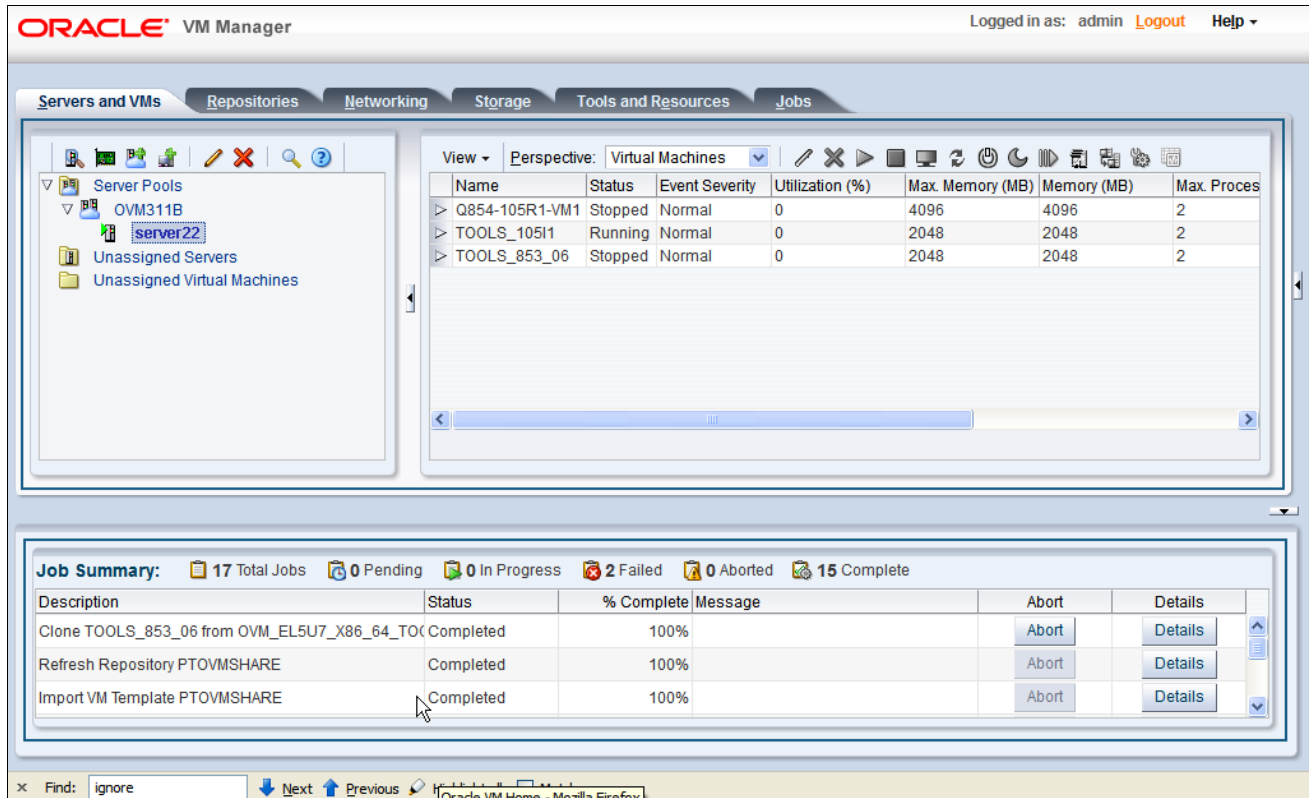 ORACLE VM Manager
Logged in as: admin Logout Help
Servers and VMs Repositories Networking Storage Tools and Resources Jobs
View Perspective: Virtual Machines
Server Pools
OVM311B
server22
Unassigned Servers
Unassigned Virtual Machines
Name Status Event Severity Utilization (%) Max. Memory (MB) Memory (MB) Max. Proces
Q854-105R1-VM1 Stopped Normal 0 4096 4096 2
TOOLS_105I1 Running Normal 0 2048 2048 2
TOOLS_853_06 Stopped Normal 0 2048 2048 2
Job Summary: 17 Total Jobs 0 Pending 0 In Progress 2 Failed 0 Aborted 15 Complete
Description Status % Complete Message Abort Details
Clone TOOLS_853_06 from OVM_EL5U7_X86_64_TO Completed 100% Abort Details
Refresh Repository PTOVMSHARE Completed 100% Abort Details
Import VM Template PTOVMSHARE Completed 100% Abort Details
× Find: ignore Next Previous
Oracle VM Home - Mozilla Firefox